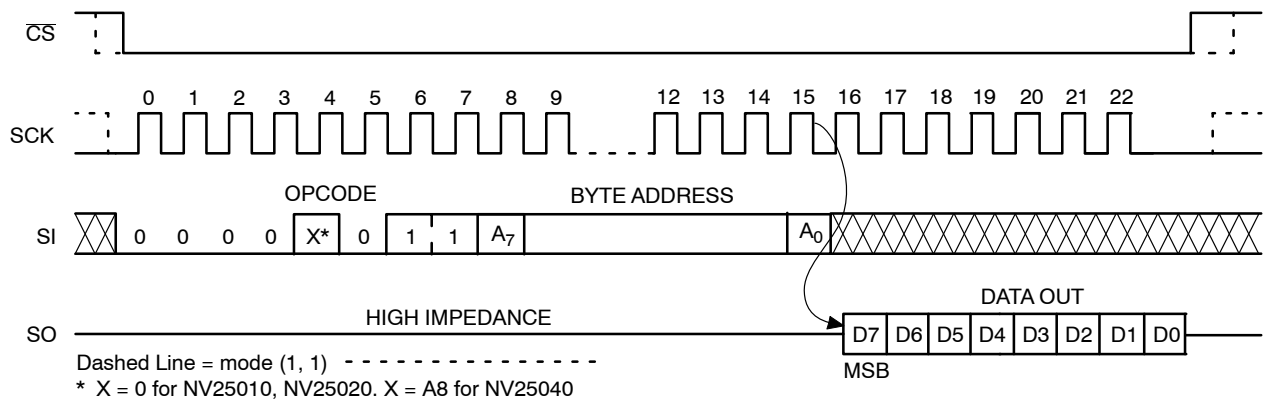 CS
0 1 2 3 4 5 6 7 8 9 12 13 14 15 16 17 18 19 20 21 22
SCK
OPCODE BYTE ADDRESS
SI 0 0 0 0 X* 0 1 1 A7 A0
DATA OUT
HIGH IMPEDANCE
SO D7 D6 D5 D4 D3 D2 D1 D0
Dashed Line = mode (1, 1)
MSB
* X = 0 for NV25010, NV25020. X = A8 for NV25040